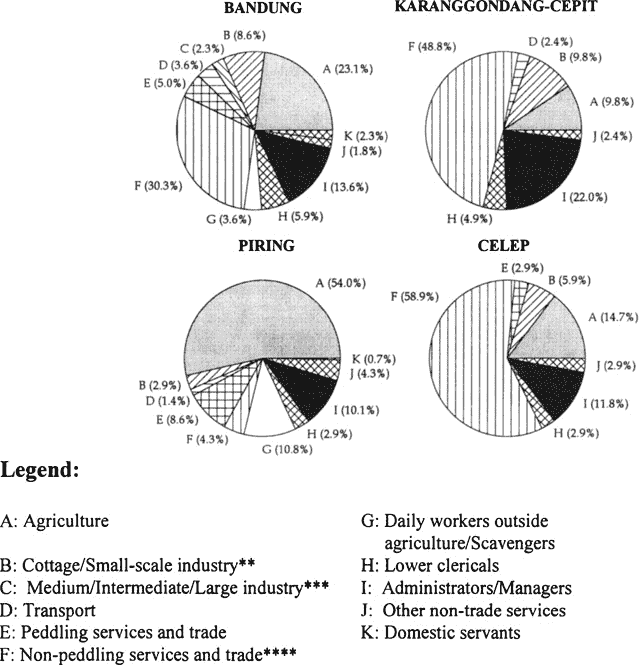 BANDUNG
B (8.6%)
C (2.3%)
D (3.6%)
E (5.0%)
A (23.1%)
K (2.3%)
J (1.8%)
I (13.6%)
H (5.9%)
G (3.6%)
F (30.3%)
KARANGGONDANG-CEPIT
F (48.8%)
D (2.4%)
B (9.8%)
A (9.8%)
J (2.4%)
I (22.0%)
H (4.9%)
PIRING
A (54.0%)
K (0.7%)
J (4.3%)
I (10.1%)
H (2.9%)
G (10.8%)
F (4.3%)
E (8.6%)
D (1.4%)
B (2.9%)
CELEP
E (2.9%)
B (5.9%)
F (58.9%)
A (14.7%)
J (2.9%)
I (11.8%)
H (2.9%)
Legend:
A: Agriculture
B: Cottage/Small-scale industry**
C: Medium/Intermediate/Large industry***
D: Transport
E: Peddling services and trade
F: Non-peddling services and trade****
G: Daily workers outside
agriculture/Scavengers
H: Lower clericals
I: Administrators/Managers
J: Other non-trade services
K: Domestic servants